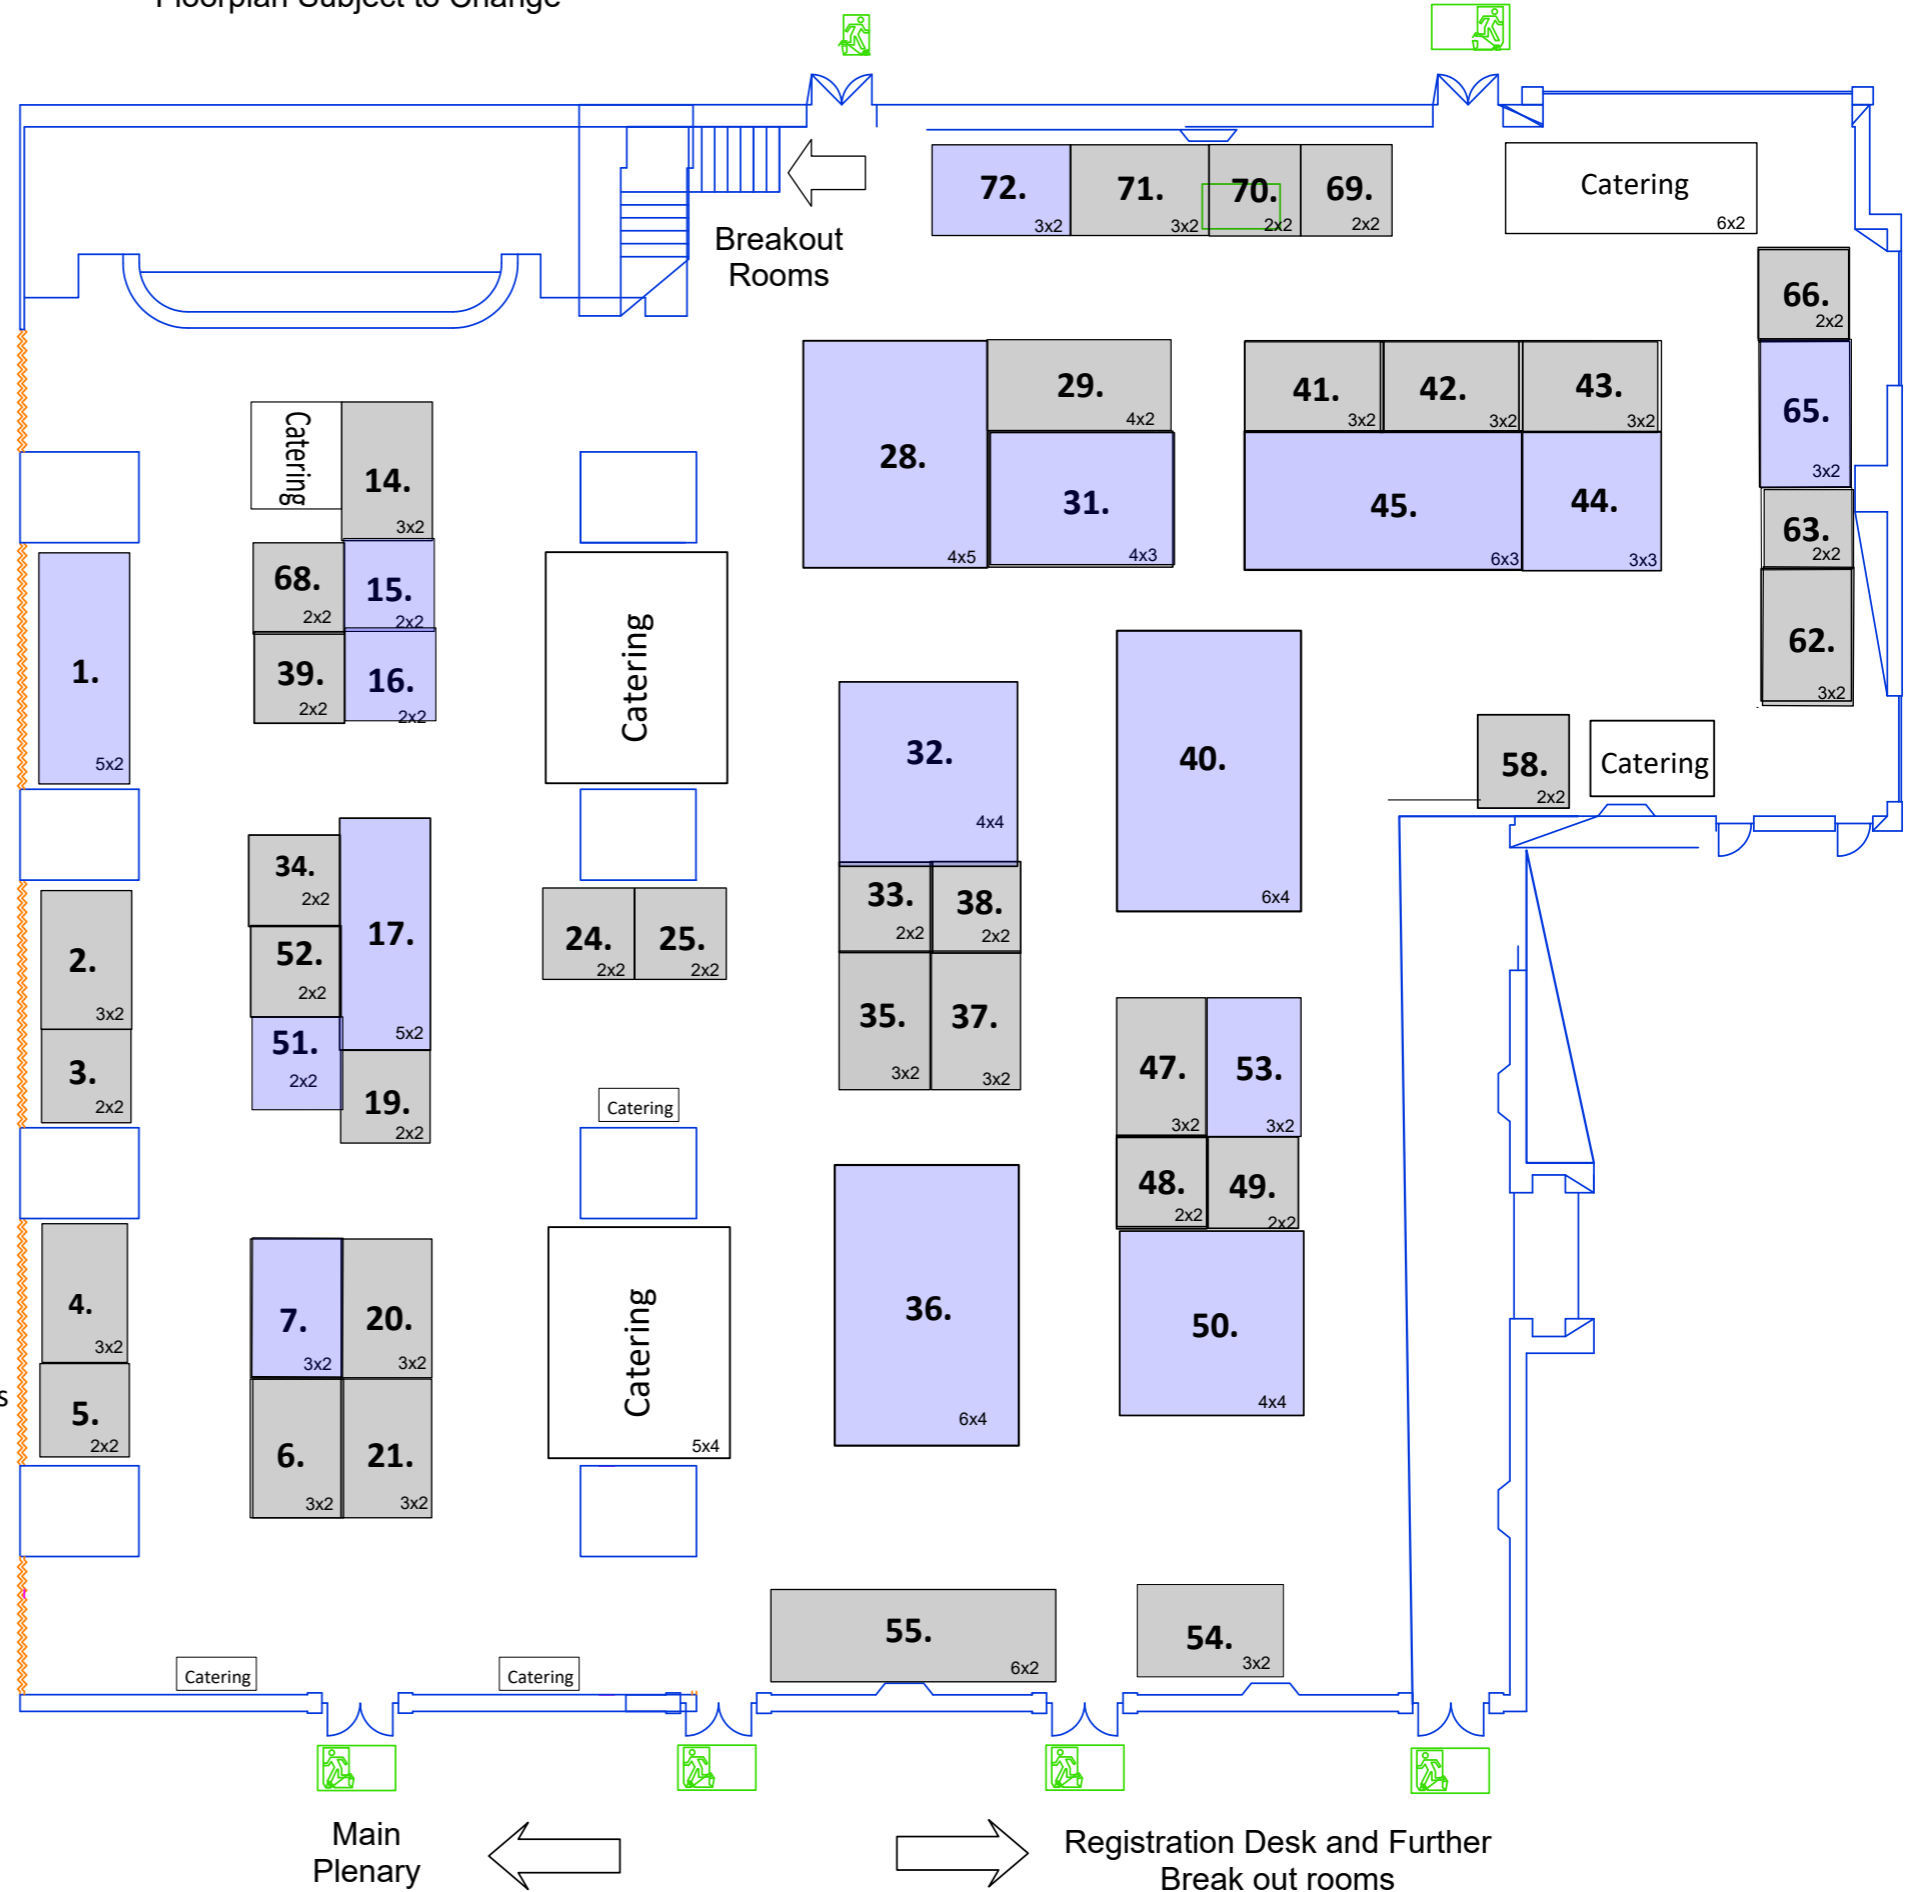 Floorplan Subject to Change
Breakout
Rooms
72.
3x2
71.
3x2
70.
2x2
69.
2x2
Catering
6x2
66.
2x2
65.
3x2
63.
2x2
62.
3x2
28.
4x5
29.
4x2
31.
4x3
41.
3x2
42.
3x2
43.
3x2
45.
6x3
44.
3x3
Catering
14.
3x2
68.
2x2
15.
2x2
39.
2x2
16.
2x2
1.
5x2
Catering
32.
4x4
40.
6x4
58.
2x2
Catering
34.
2x2
17.
5x2
52.
2x2
51.
2x2
19.
2x2
2.
3x2
3.
2x2
24.
2x2
25.
2x2
33.
2x2
38.
2x2
35.
3x2
37.
3x2
47.
3x2
53.
3x2
48.
2x2
49.
2x2
50.
4x4
Catering
4.
3x2
5.
2x2
s
7.
3x2
20.
3x2
6.
3x2
21.
3x2
Catering
5x4
36.
6x4
55.
6x2
54.
3x2
Catering
Catering
Main
Plenary
Registration Desk and Further
Break out rooms